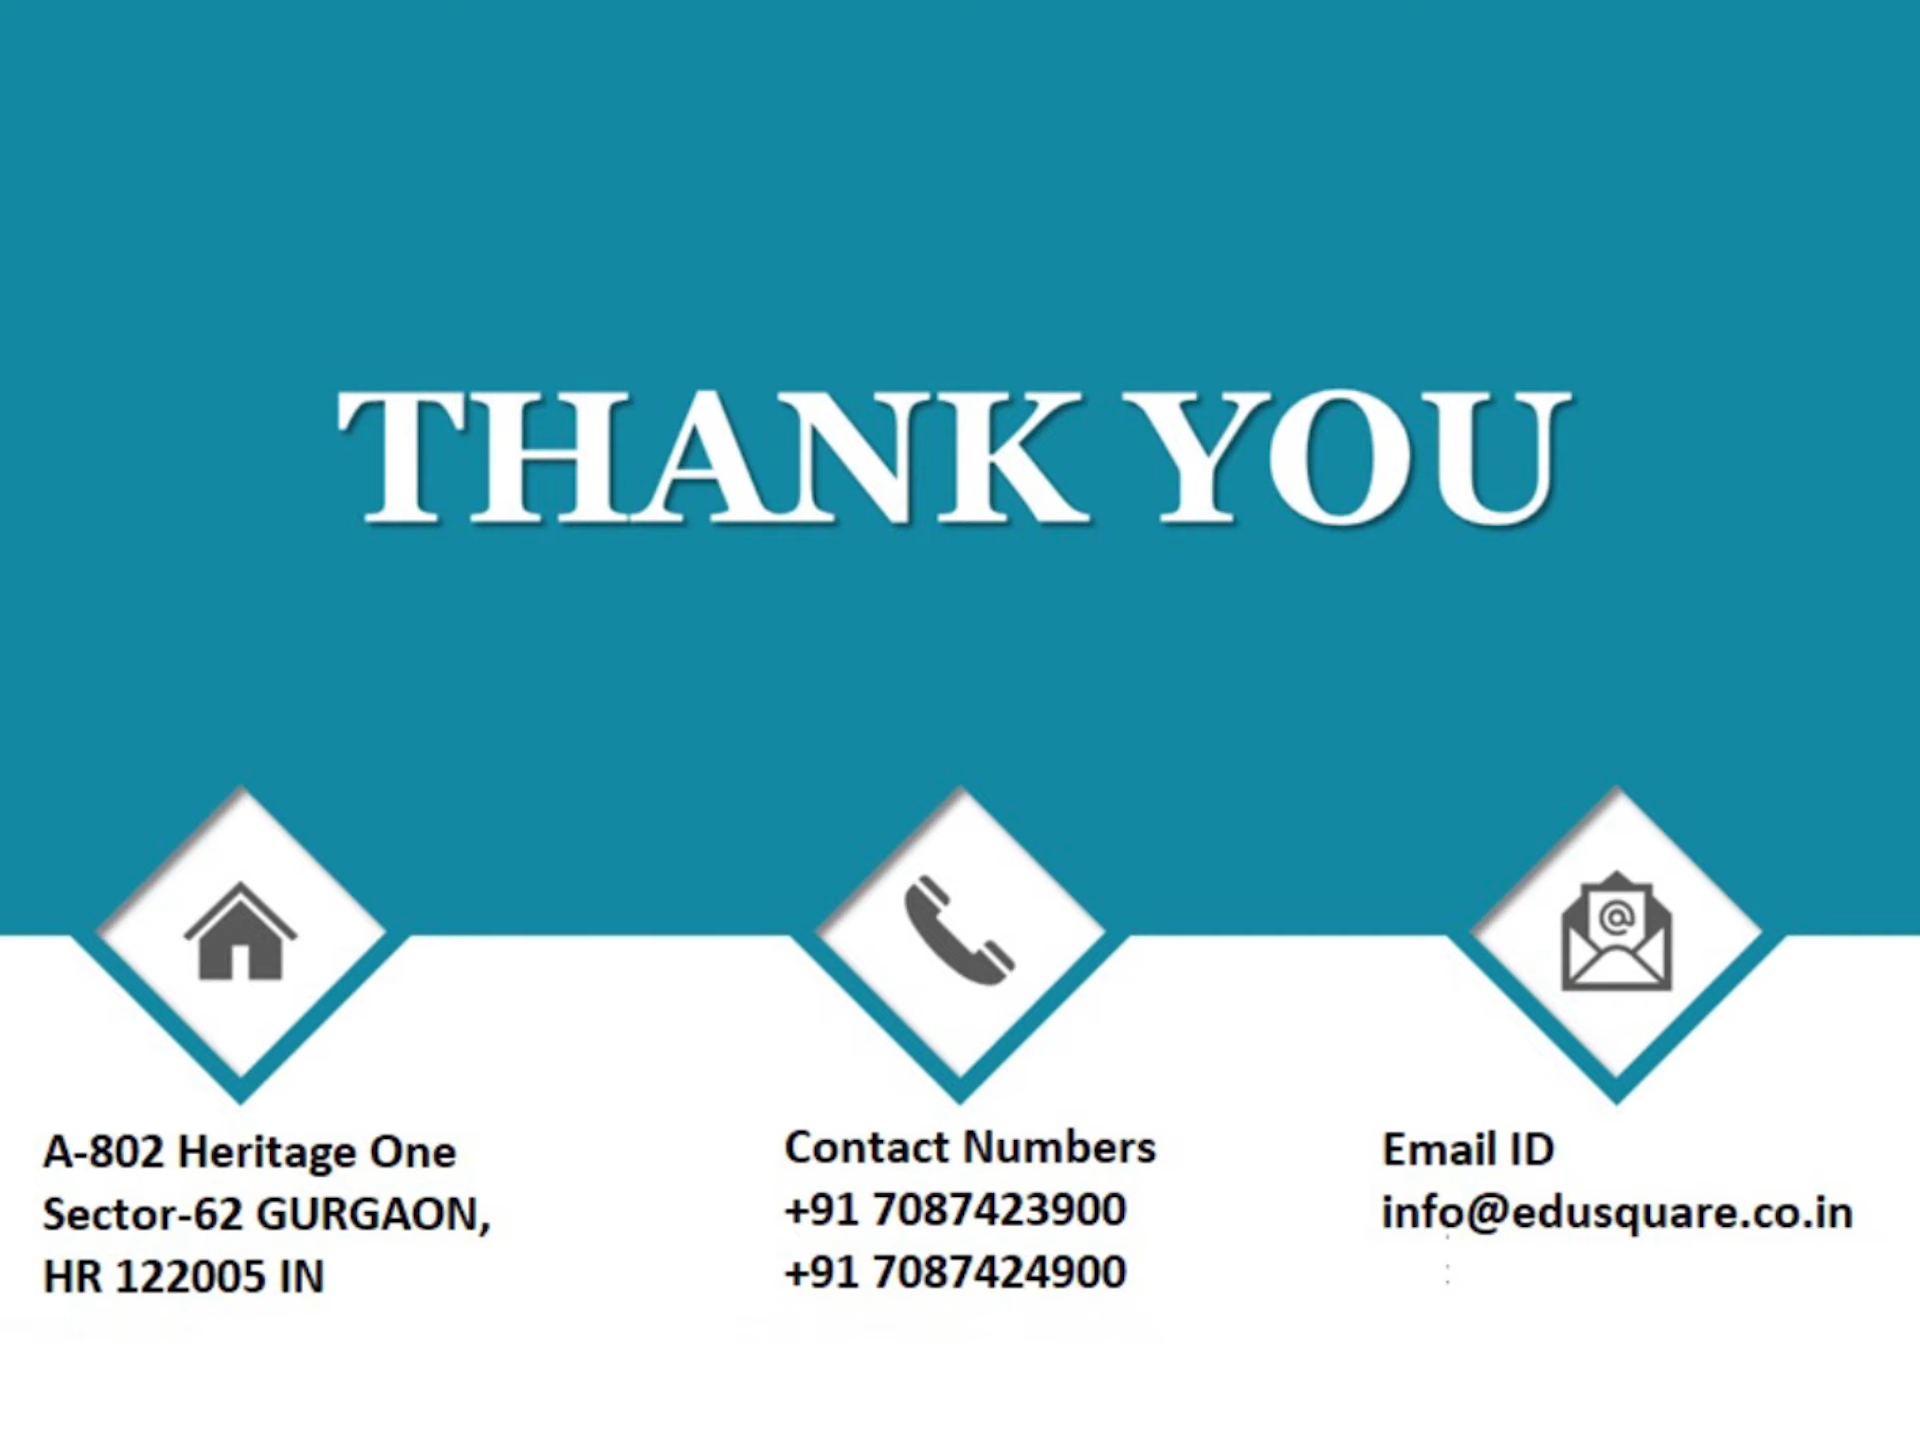 THANK YOU
A-802 Heritage One
Sector-62 GURGAON,
HR 122005 IN
Contact Numbers
+91 7087423900
+91 7087424900
Email ID
info@edusquare.co.in